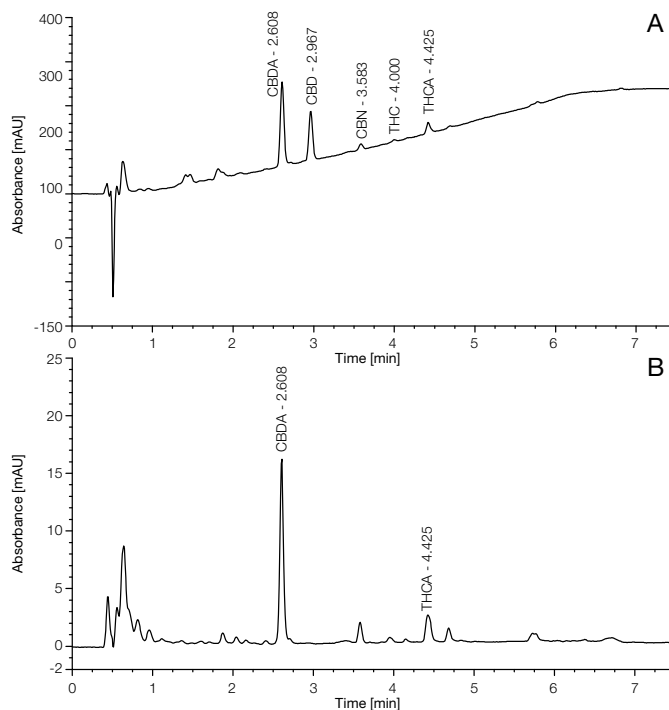 A
400
300
200
100
0
-150
Absorbance [mAU]
CBDA - 2.608
CBD - 2.967
CBN - 3.583
THC - 4.000
THCA - 4.425
0 1 2 3 4 5 6 7
Time [min]
B
25
20
15
10
5
0
-2
Absorbance [mAU]
CBDA - 2.608
THCA - 4.425
0 1 2 3 4 5 6 7
Time [min]